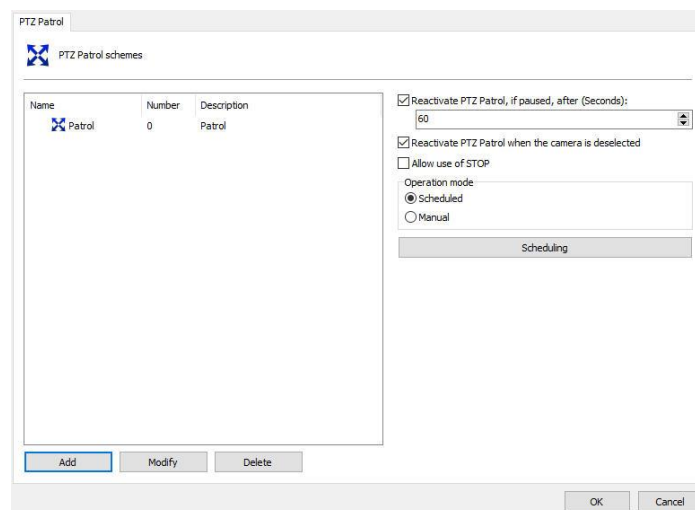 PTZ Patrol
PTZ Patrol schemes
Name Number Description
Patrol 0 Patrol
Reactivate PTZ Patrol, if paused, after (Seconds):
60
Reactivate PTZ Patrol when the camera is deselected
Allow use of STOP
Operation mode
Scheduled
Manual
Scheduling
Add Modify Delete
OK Cancel